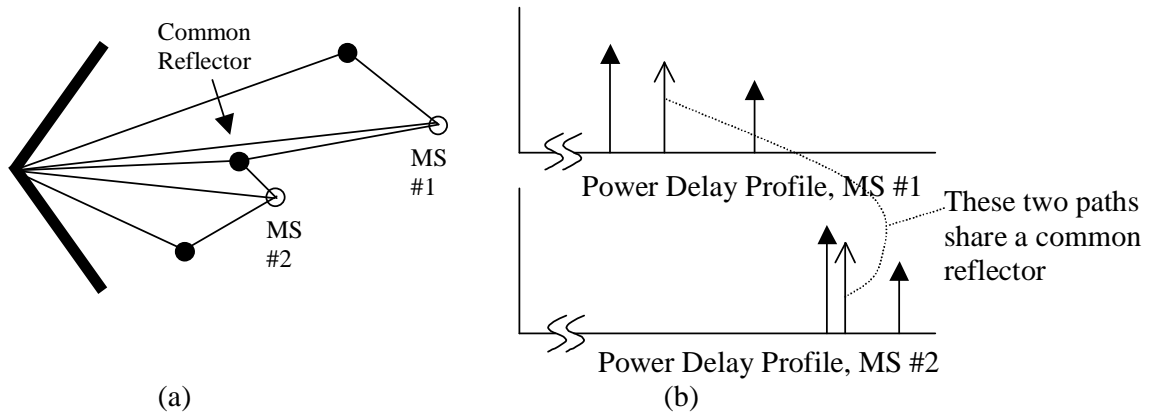 Common
Reflector
MS
#1
MS
#2
(a)
Power Delay Profile, MS #1
These two paths
share a common
reflector
Power Delay Profile, MS #2
(b)